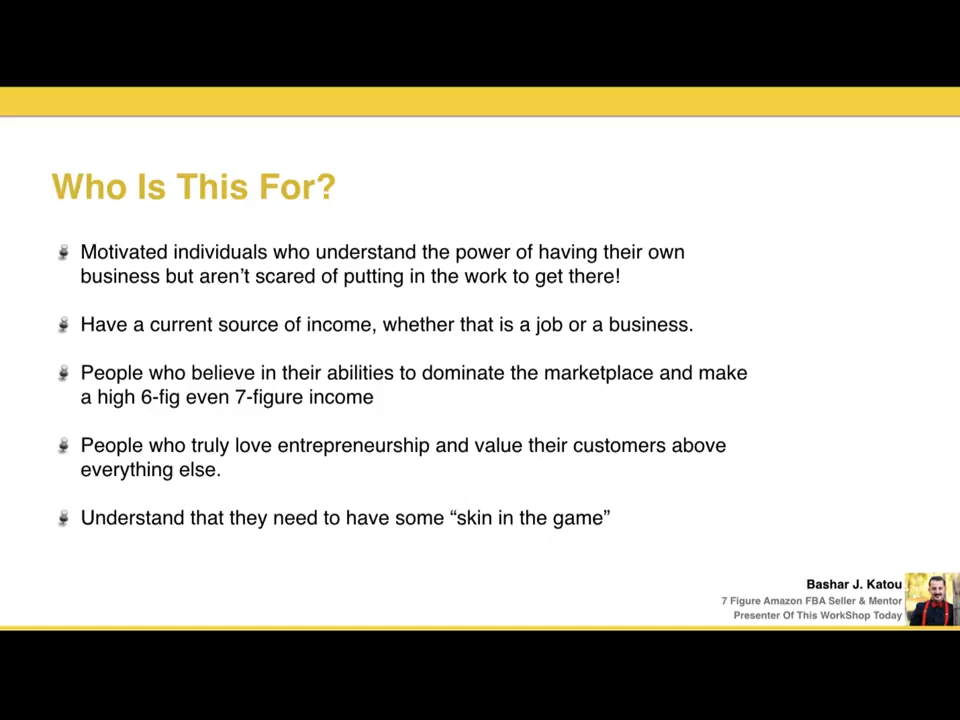 Who Is This For?
Motivated individuals who understand the power of having their own
business but aren’t scared of putting in the work to get there!
Have a current source of income, whether that is a job or a business.
People who believe in their abilities to dominate the marketplace and make
a high 6-fig even 7-figure income
People who truly love entrepreneurship and value their customers above
everything else.
Understand that they need to have some “skin in the game”
Bashar J. Katou
7 Figure Amazon FBA Seller & Mentor
Presenter Of This WorkShop Today